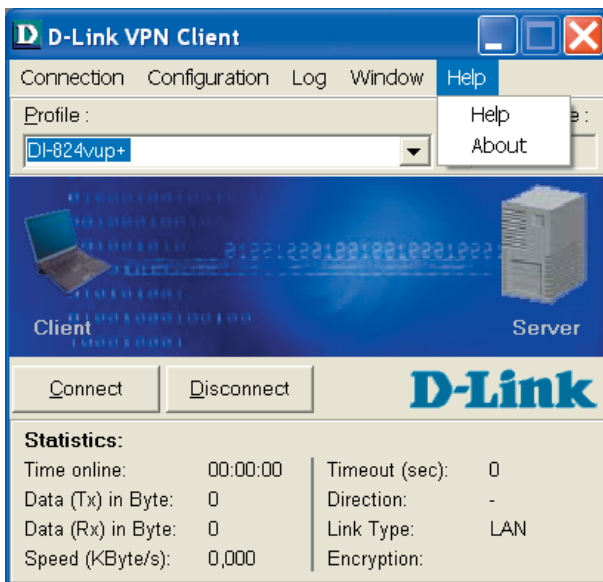 D D-Link VPN Client
Connection Configuration Log Window Help
Profile :
Help
About
DI-824vup+
Client
Server
Connect Disconnect
D-Link
Statistics:
Time online: 00:00:00 Timeout (sec): 0
Data (Tx) in Byte: 0 Direction: -
Data (Rx) in Byte: 0 Link Type: LAN
Speed (KByte/s): 0,000 Encryption: